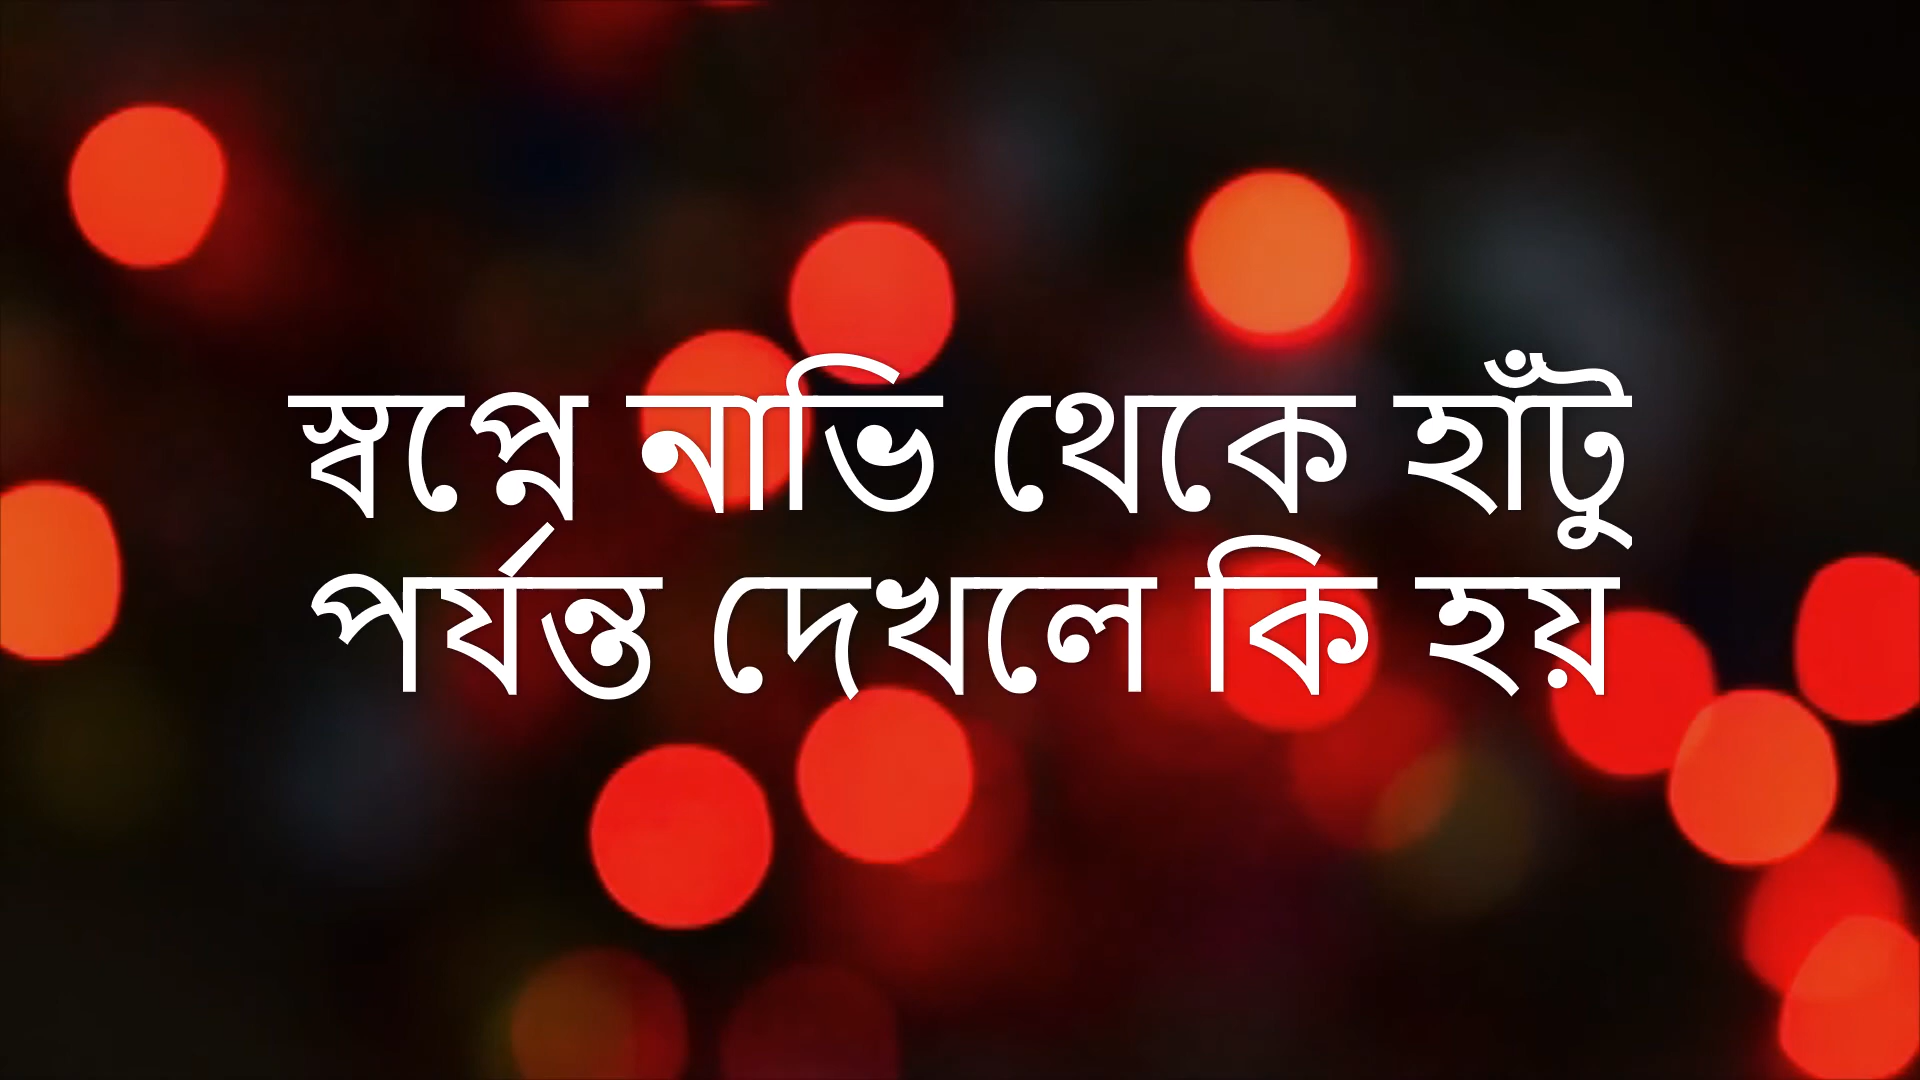 স্বপ্নে নাভি থেকে হাঁটু
পর্যন্ত দেখলে কি হয়